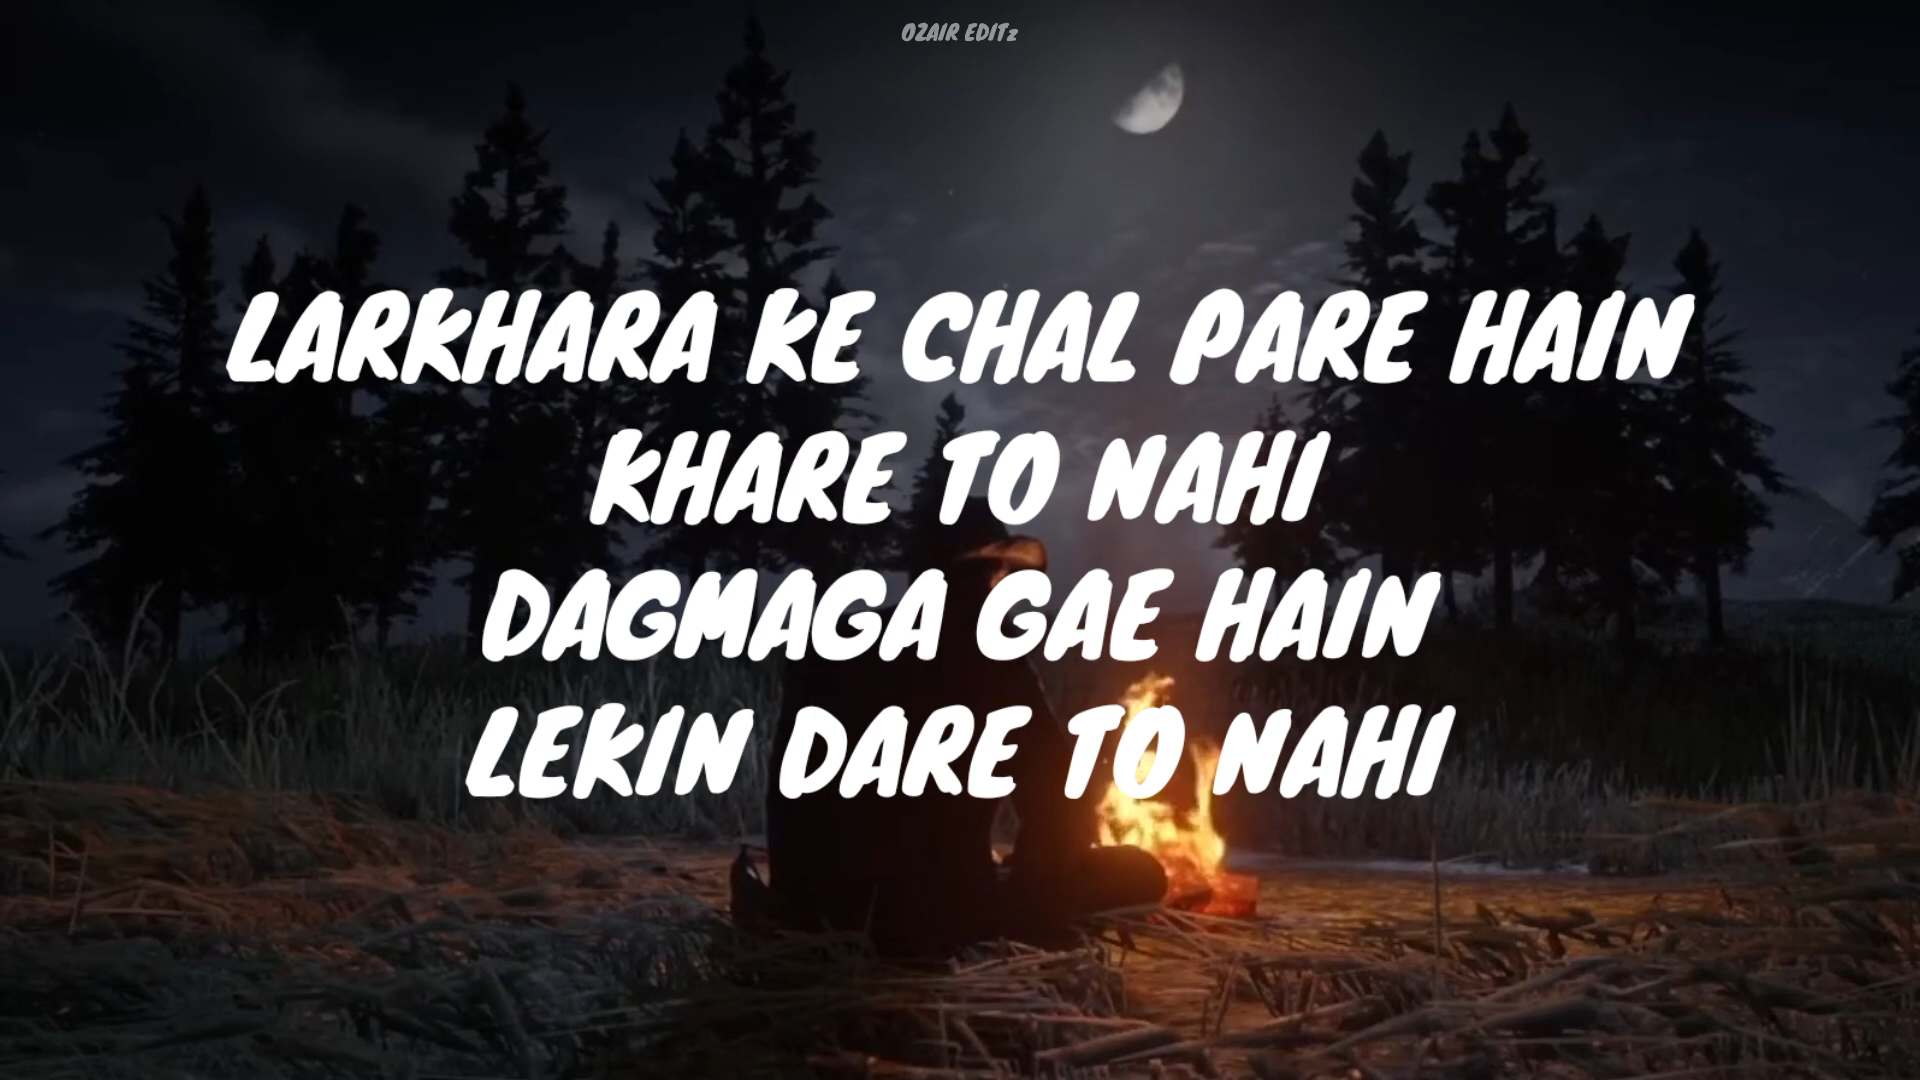 OZAIR EDITz
LARKHARA KE CHAL PARE HAIN
KHARE TO NAHI
DAGMAGA GAE HAIN
LEKIN DARE TO NAHI